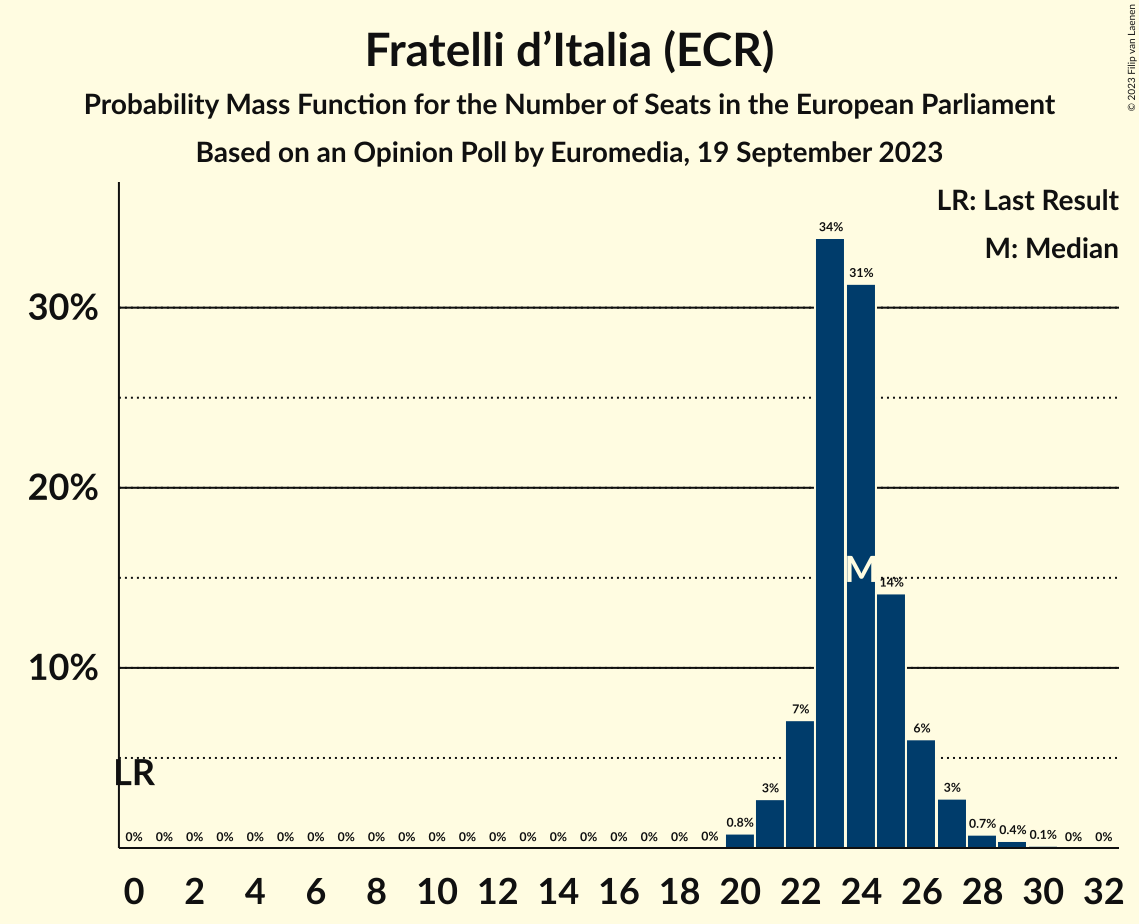 Fratelli d’Italia (ECR)
Probability Mass Function for the Number of Seats in the European Parliament
Based on an Opinion Poll by Euromedia, 19 September 2023
© 2023 Filip van Laenen
LR: Last Result
M: Median
34%
31%
30%
20%
M
14%
10%
7%
6%
LR
3%
3%
0% 0% 0% 0% 0% 0% 0% 0% 0% 0% 0% 0% 0% 0% 0% 0% 0% 0% 0% 0% 0.8% 0.7% 0.4% 0.1% 0% 0%
0 2 4 6 8 10 12 14 16 18 20 22 24 26 28 30 32